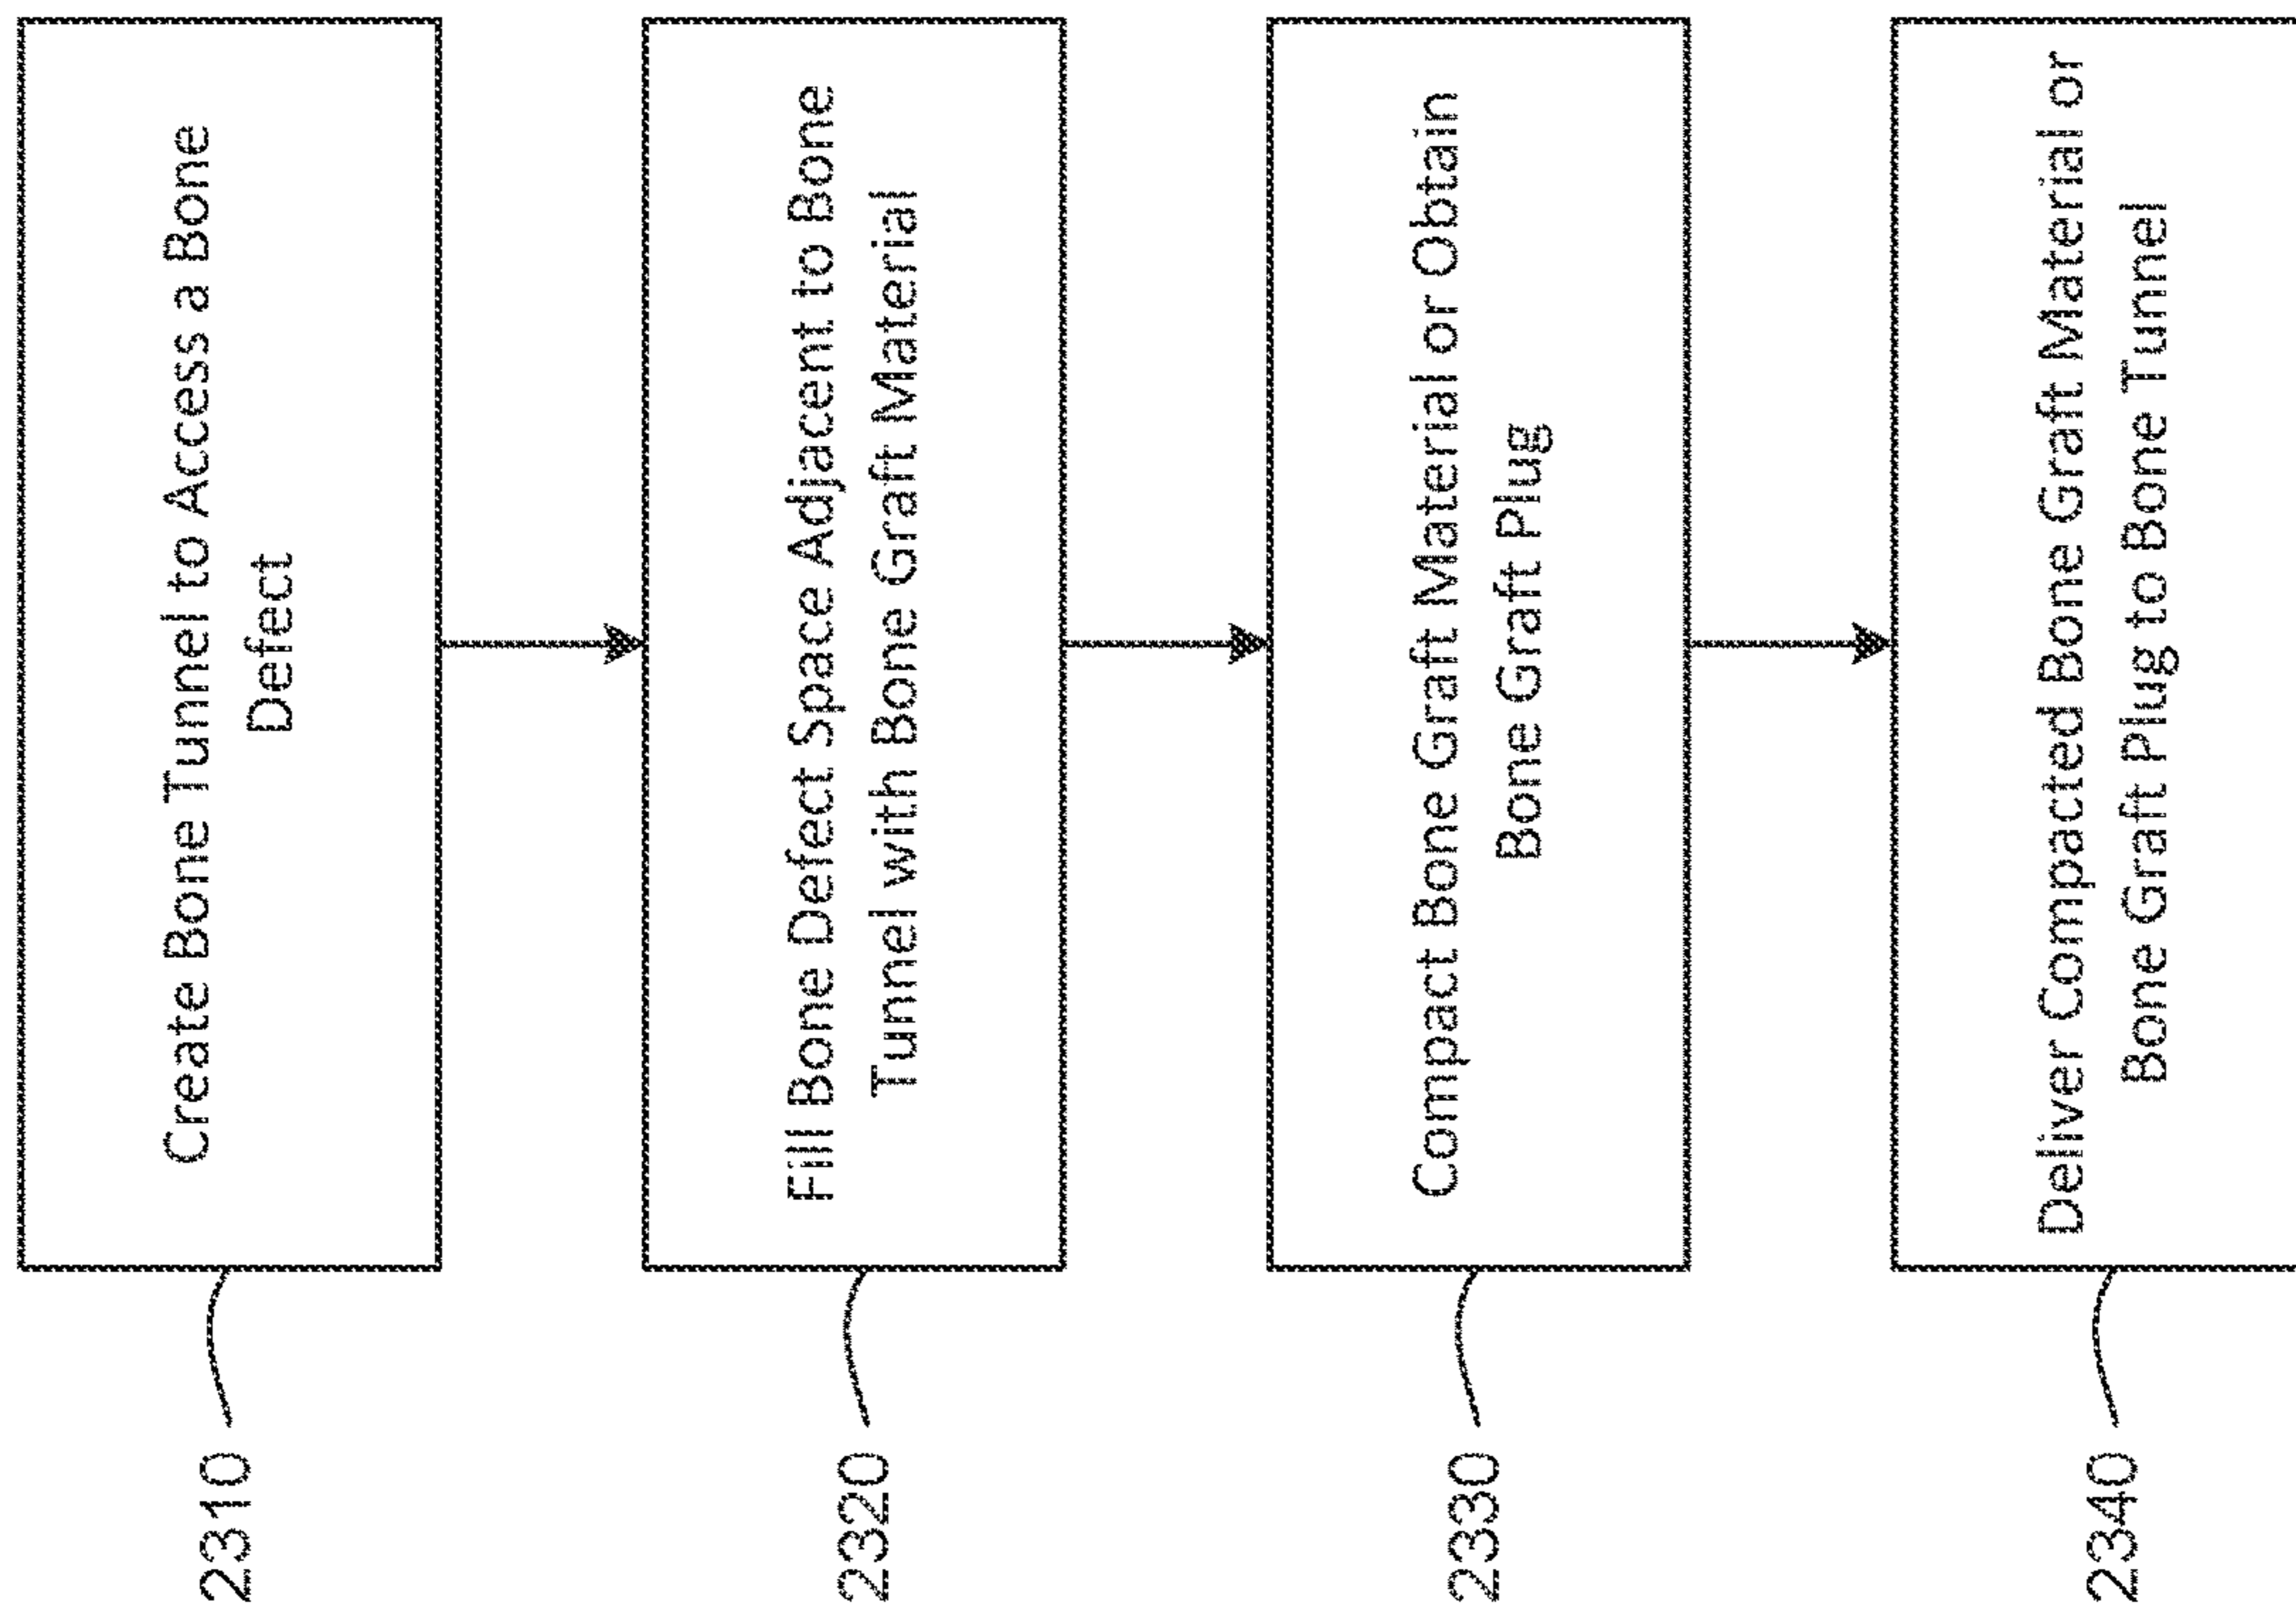 2310
Create Bone Tunnel to Access a Bone
Defect
2320
Fill Bone Defect Space Adjacent to Bone
Tunnel with Bone Graft Material
2330
Compact Bone Graft Material or Obtain
Bone Graft Plug
2340
Deliver Compacted Bone Graft Material or
Bone Graft Plug to Bone Tunnel